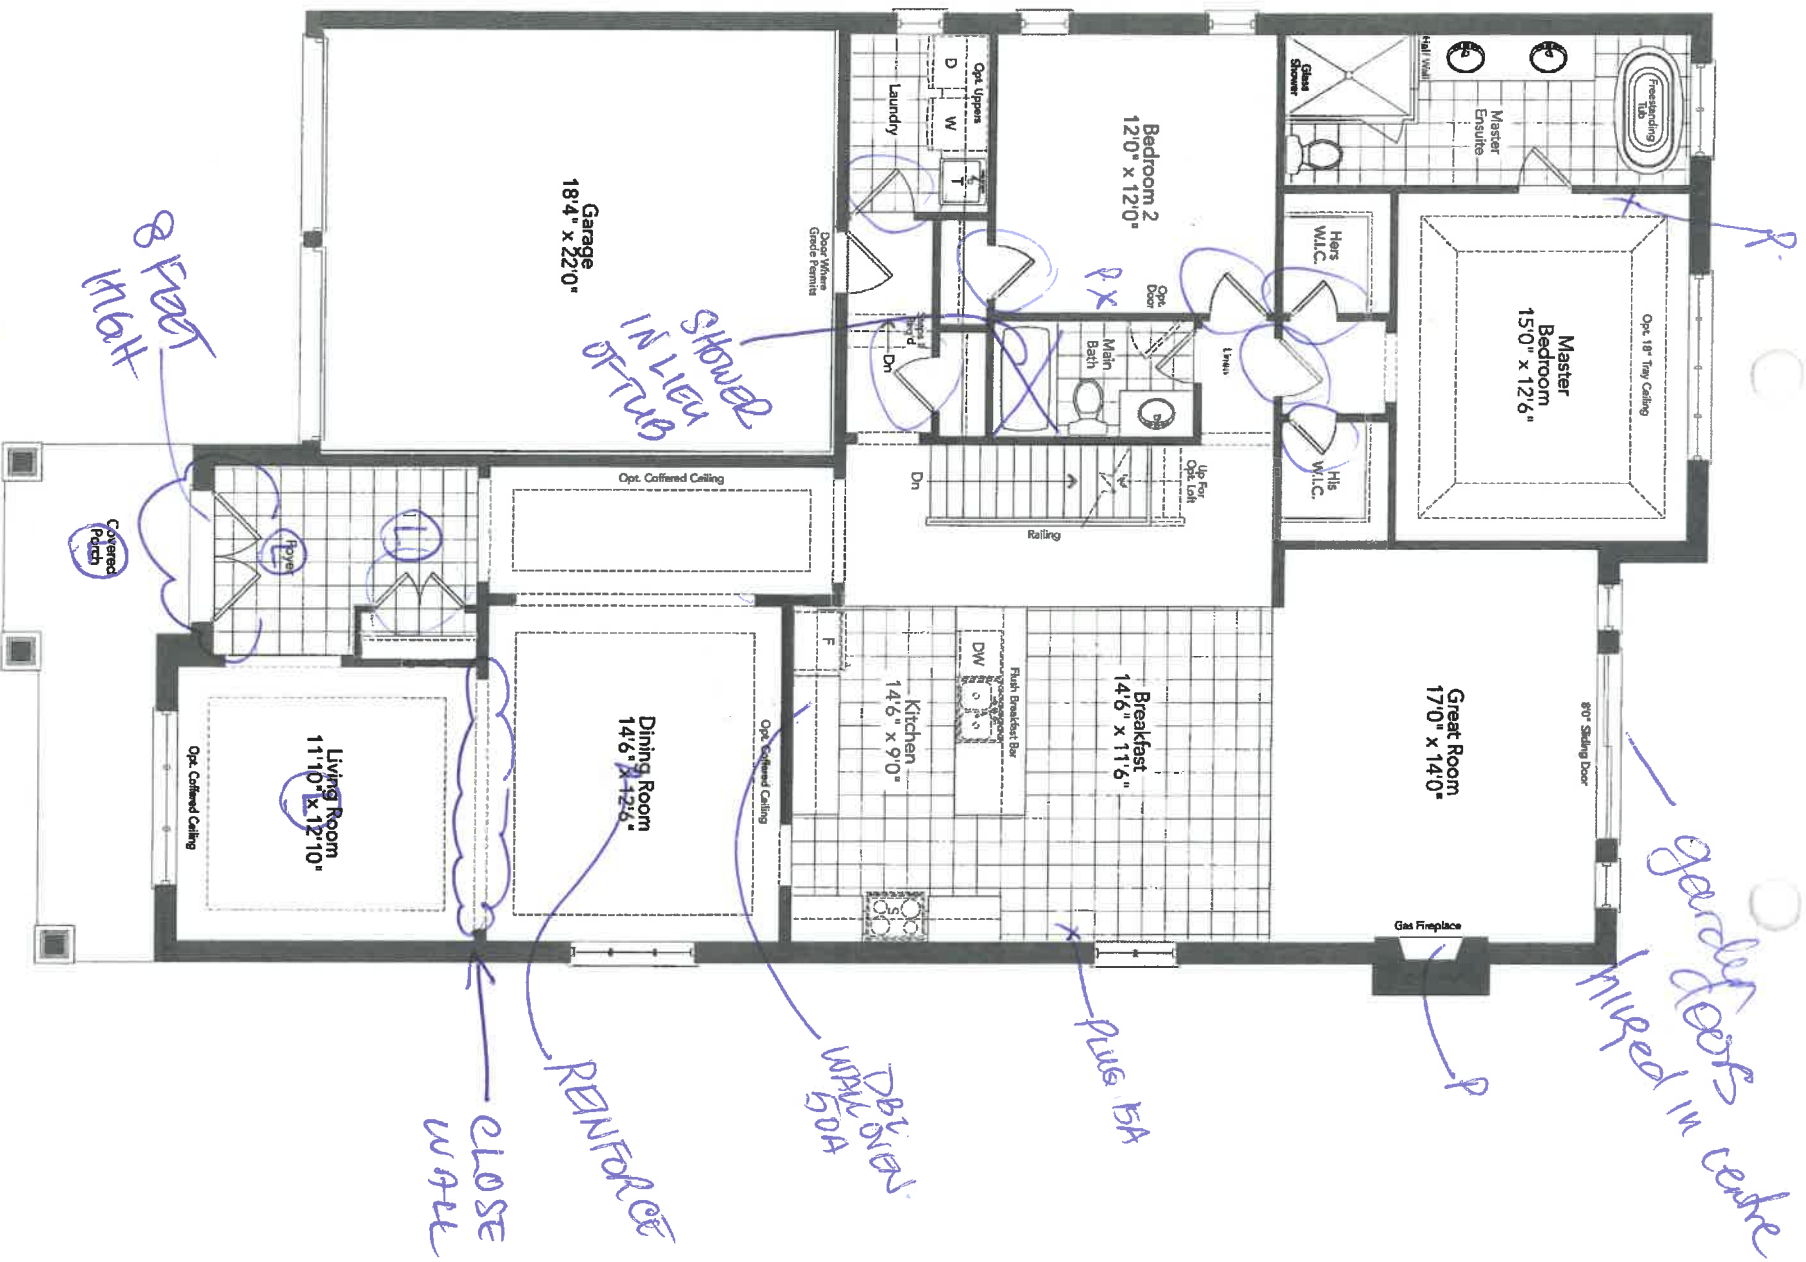 Freestanding
Tub
Half Wall
Glass
Shower
Master
Ensuite
P.
Opt. 18" Tray Ceiling
Master
Bedroom
15'0" x 12'6"
Hers
W.I.C.
His
W.I.C.
Opt. Uppers
D
W
T
Laundry
Bedroom 2
12'0" x 12'0"
P X
Opt.
Door
Linen
Main
Bath
Garage
18'4" x 22'0"
Door Where
Grade Permits
Dn
SHOWER
IN LIEU
OF TUB
8 FEET
HIGH
Up For
Opt. Loft
Dn
Railing
Opt. Coffered Ceiling
Covered
Porch
L
Foyer
L
L
Great Room
17'0" x 14'0"
8'0" Sliding Door
Gas Fireplace
P
garden
doors
hinged in centre
Breakfast
14'6" x 11'6"
Flush Breakfast Bar
DW
F
Kitchen
14'6" x 9'0"
S
x
PLUG 15A
DBL
WALL OVEN.
50A
Opt. Coffered Ceiling
Dining Room
14'6" x 12'6"
REINFORCE
Living Room
11'10" x 12'10"
L
Opt. Coffered Ceiling
CLOSE
WALL